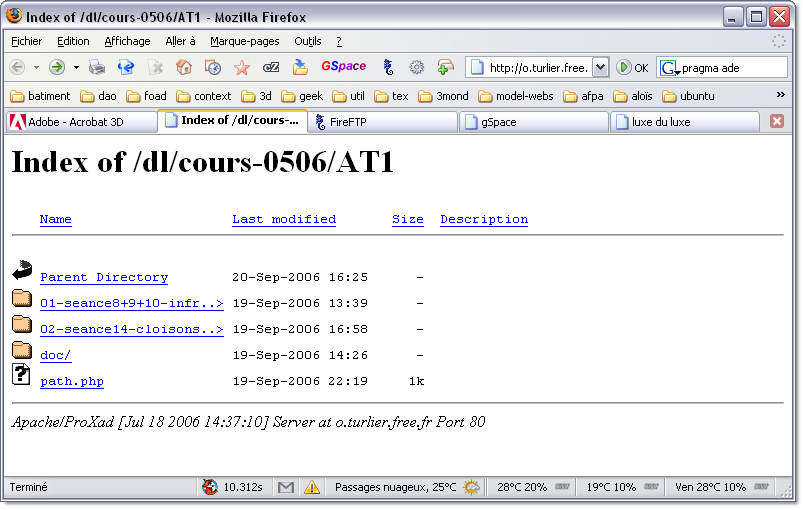 Index of /dl/cours-0506/AT1 - Mozilla Firefox
Fichier Edition Affichage Aller à Marque-pages Outils ?
GSpace http://o.turlier.free. OK G pragma ade
batiment dao foad context 3d geek util tex 3mond model-webs afpa aloïs ubuntu »
Adobe - Acrobat 3D Index of /dl/cours-... FireFTP gSpace luxe du luxe
Index of /dl/cours-0506/AT1
Name Last modified Size Description
Parent Directory 20-Sep-2006 16:25 -
01-seance8+9+10-infr..> 19-Sep-2006 13:39 -
02-seance14-cloisons..> 19-Sep-2006 16:58 -
doc/ 19-Sep-2006 14:26 -
path.php 19-Sep-2006 22:19 1k
Apache/ProXad [Jul 18 2006 14:37:10] Server at o.turlier.free.fr Port 80
Terminé 10.312s Passages nuageux, 25°C 28°C 20% 19°C 10% Ven 28°C 10%